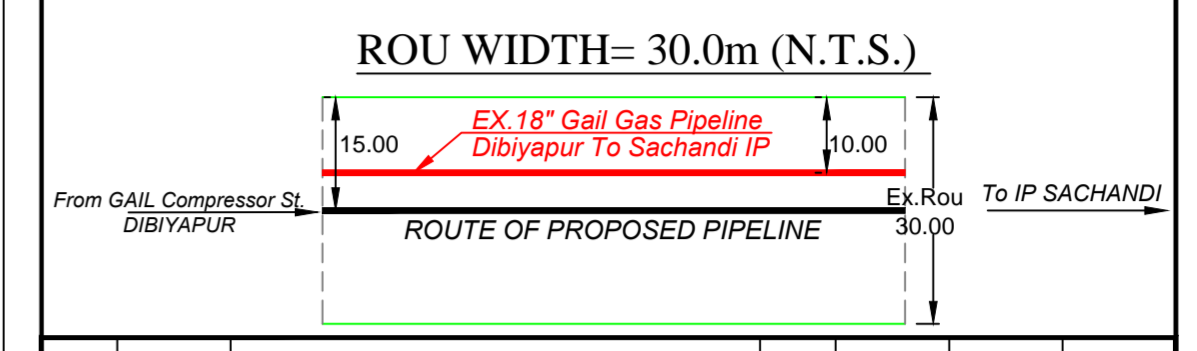 ROU WIDTH= 30.0m (N.T.S.)
EX.18" Gail Gas Pipeline
Dibiyapur To Sachandi IP
15.00
10.00
From GAIL Compressor St.
DIBIYAPUR
ROUTE OF PROPOSED PIPELINE
Ex.Rou
30.00
To IP SACHANDI